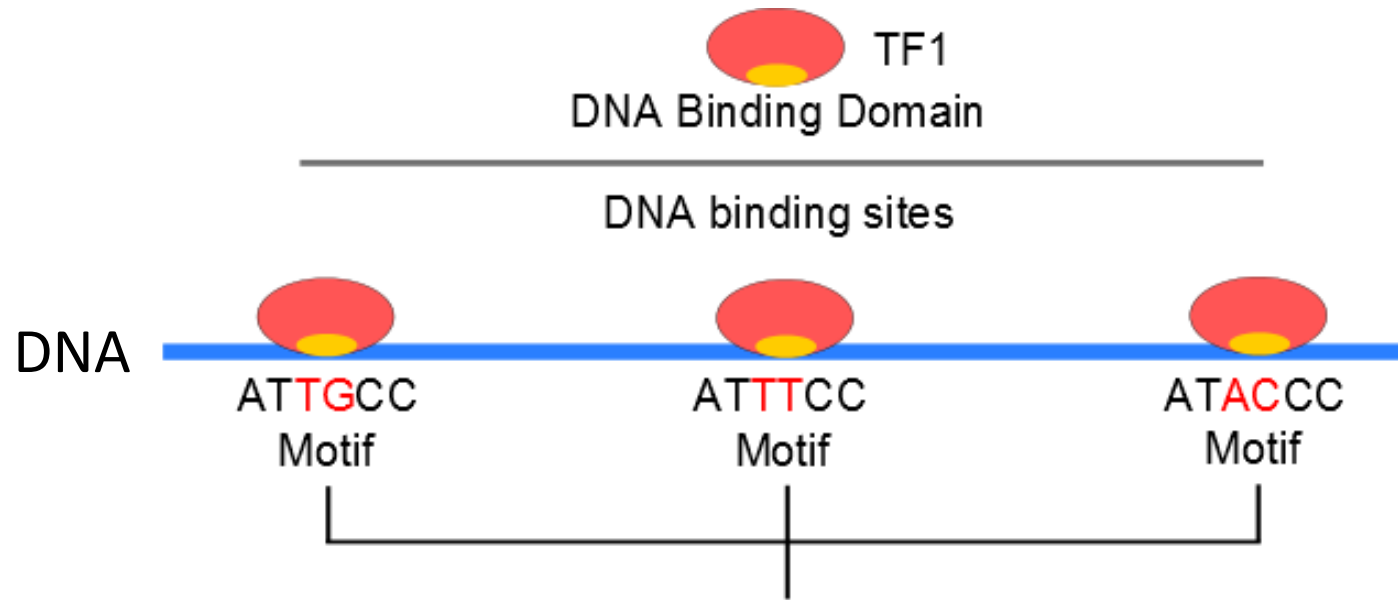 TF1
DNA Binding Domain
DNA binding sites
DNA
ATTGCC
Motif
ATTTCC
Motif
ATACCC
Motif